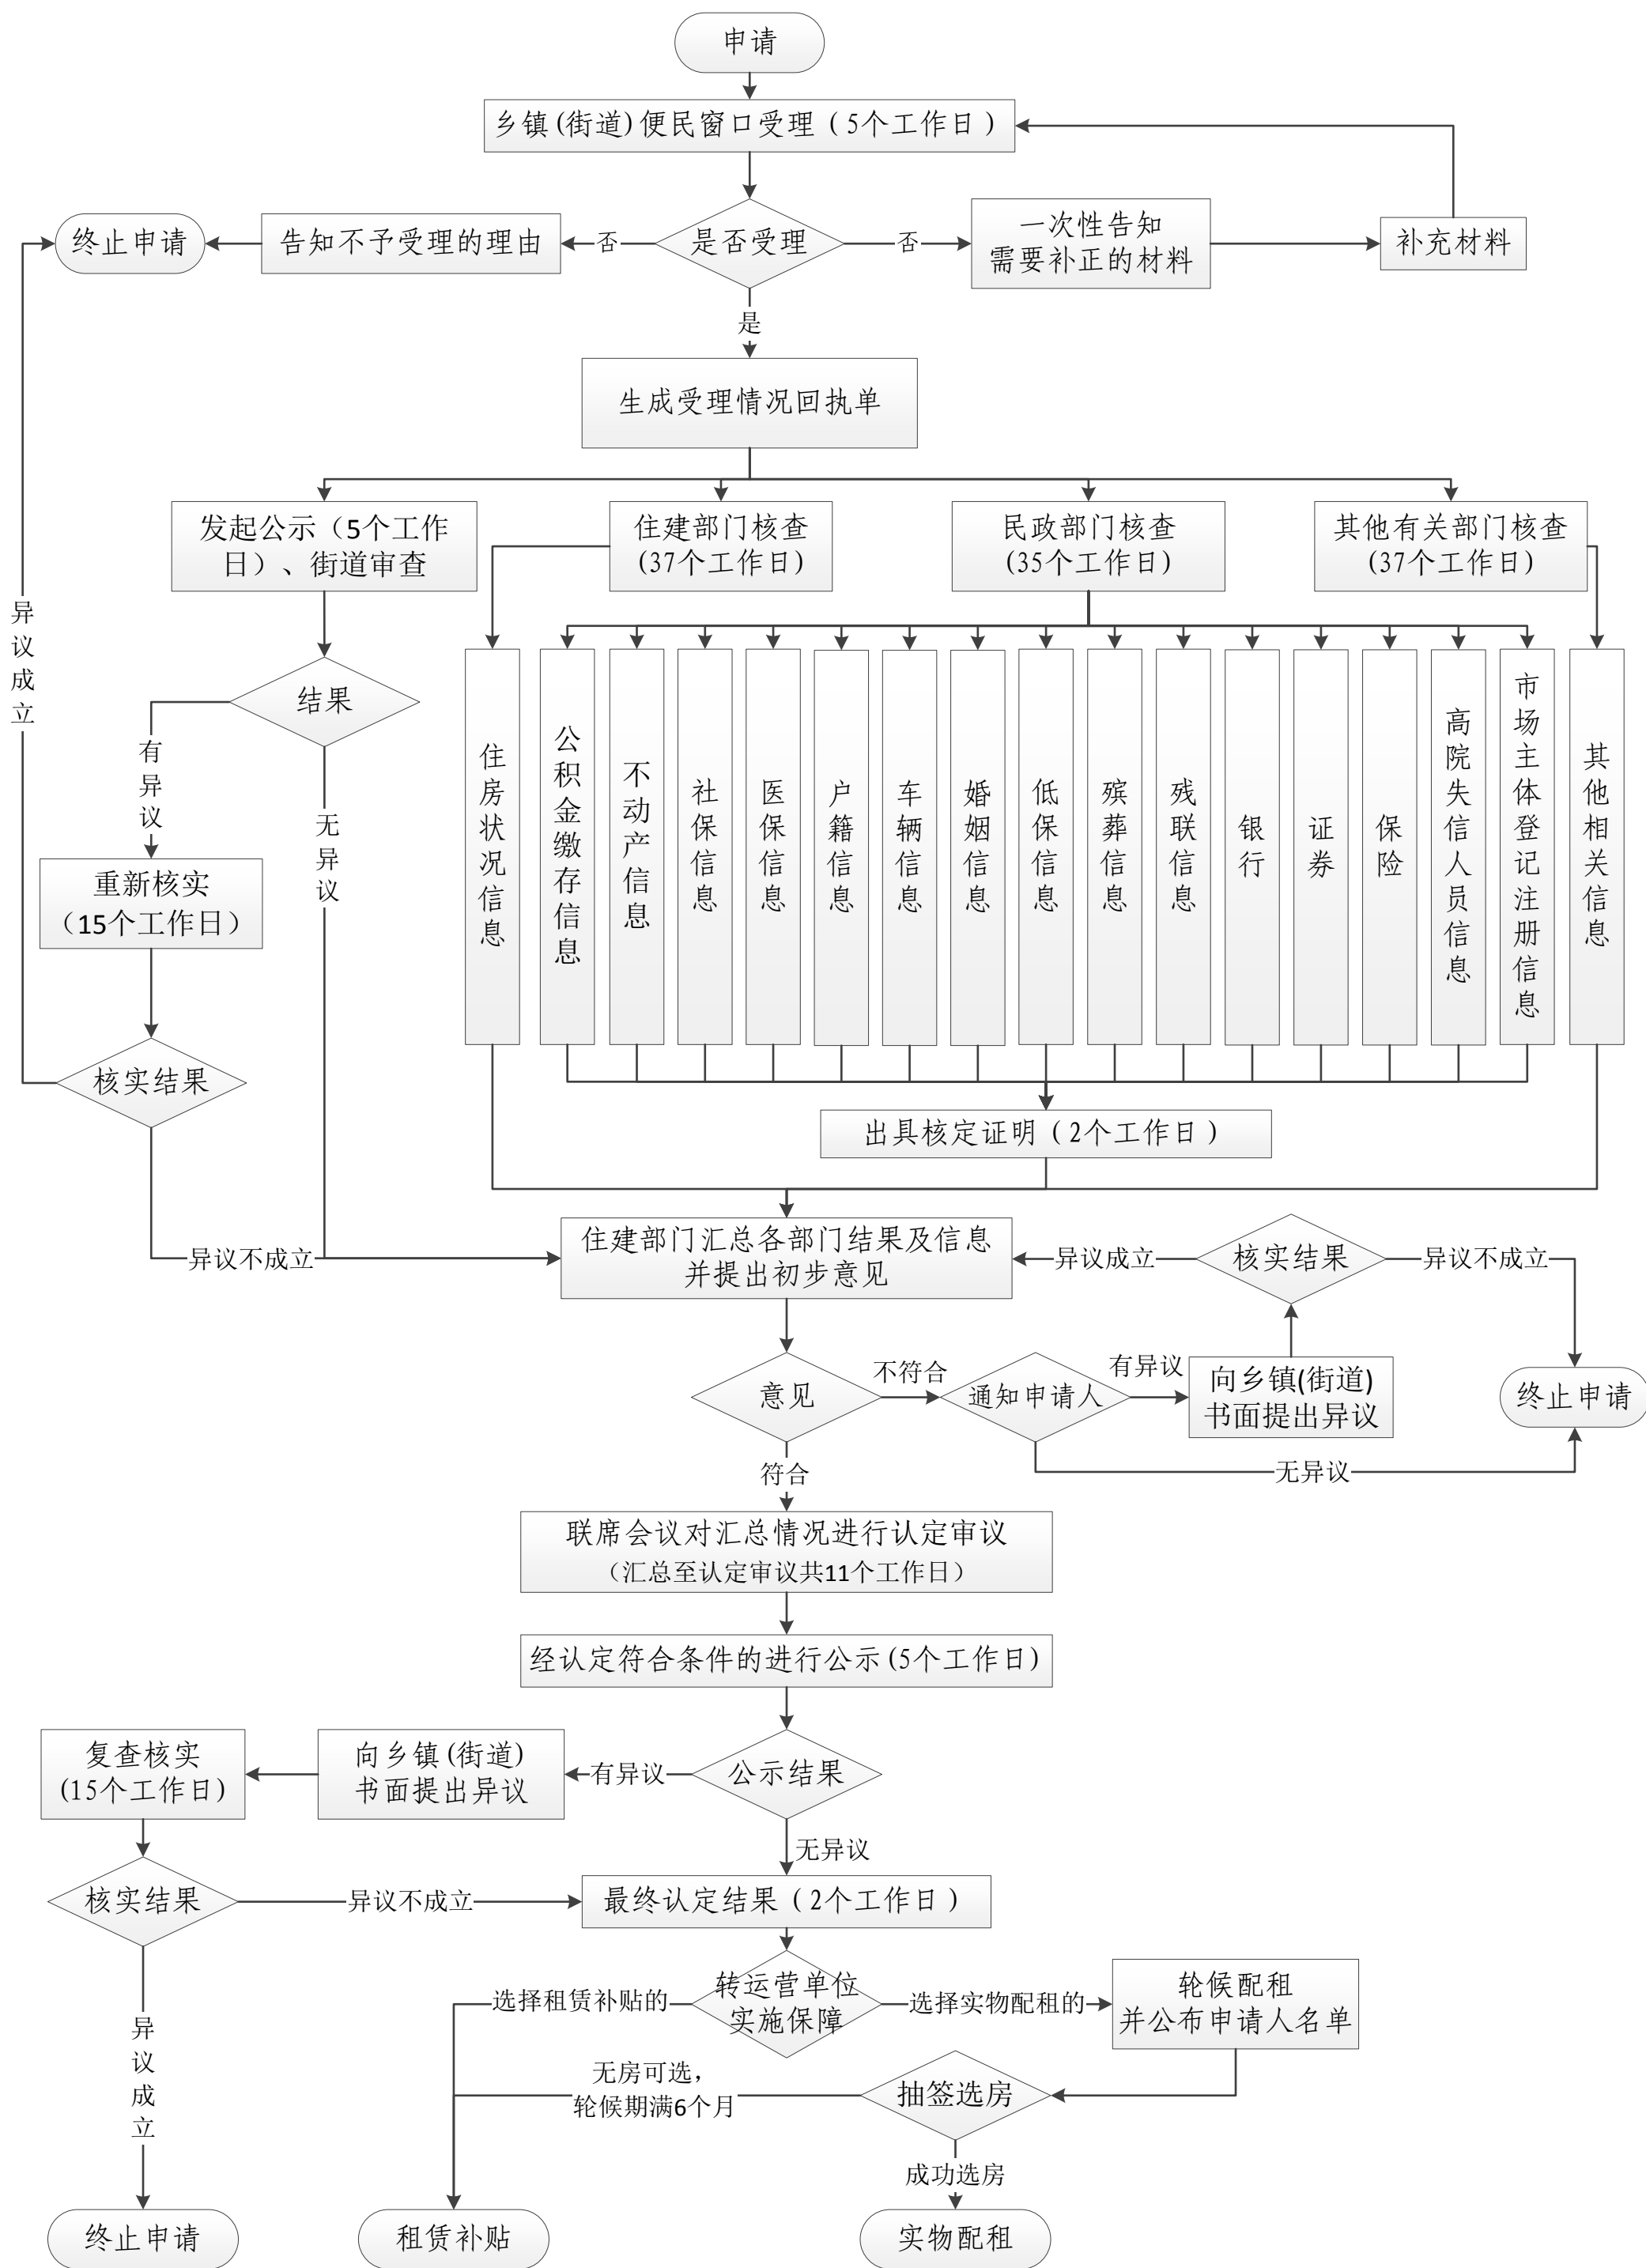 申请
乡镇(街道)便民窗口受理（5个工作日）
终止申请
告知不予受理的理由
否
是否受理
否
一次性告知
需要补正的材料
补充材料
是
生成受理情况回执单
发起公示（5个工作
日）、街道审查
住建部门核查
(37个工作日)
民政部门核查
(35个工作日)
其他有关部门核查
(37个工作日)
异议成立
结果
有异议
无异议
重新核实
（15个工作日）
核实结果
住房状况信息
公积金缴存信息
不动产信息
社保信息
医保信息
户籍信息
车辆信息
婚姻信息
低保信息
殡葬信息
残联信息
银行
证券
保险
高院失信人员信息
市场主体登记注册信息
其他相关信息
出具核定证明（2个工作日）
异议不成立
住建部门汇总各部门结果及信息
并提出初步意见
异议成立
核实结果
异议不成立
意见
不符合
通知申请人
有异议
向乡镇(街道)
书面提出异议
终止申请
无异议
符合
联席会议对汇总情况进行认定审议
（汇总至认定审议共11个工作日）
经认定符合条件的进行公示(5个工作日)
复查核实
(15个工作日)
向乡镇(街道)
书面提出异议
有异议
公示结果
无异议
核实结果
异议不成立
最终认定结果（2个工作日）
选择租赁补贴的
转运营单位
实施保障
选择实物配租的
轮候配租
并公布申请人名单
异议成立
无房可选，
轮候期满6个月
抽签选房
成功选房
终止申请
租赁补贴
实物配租